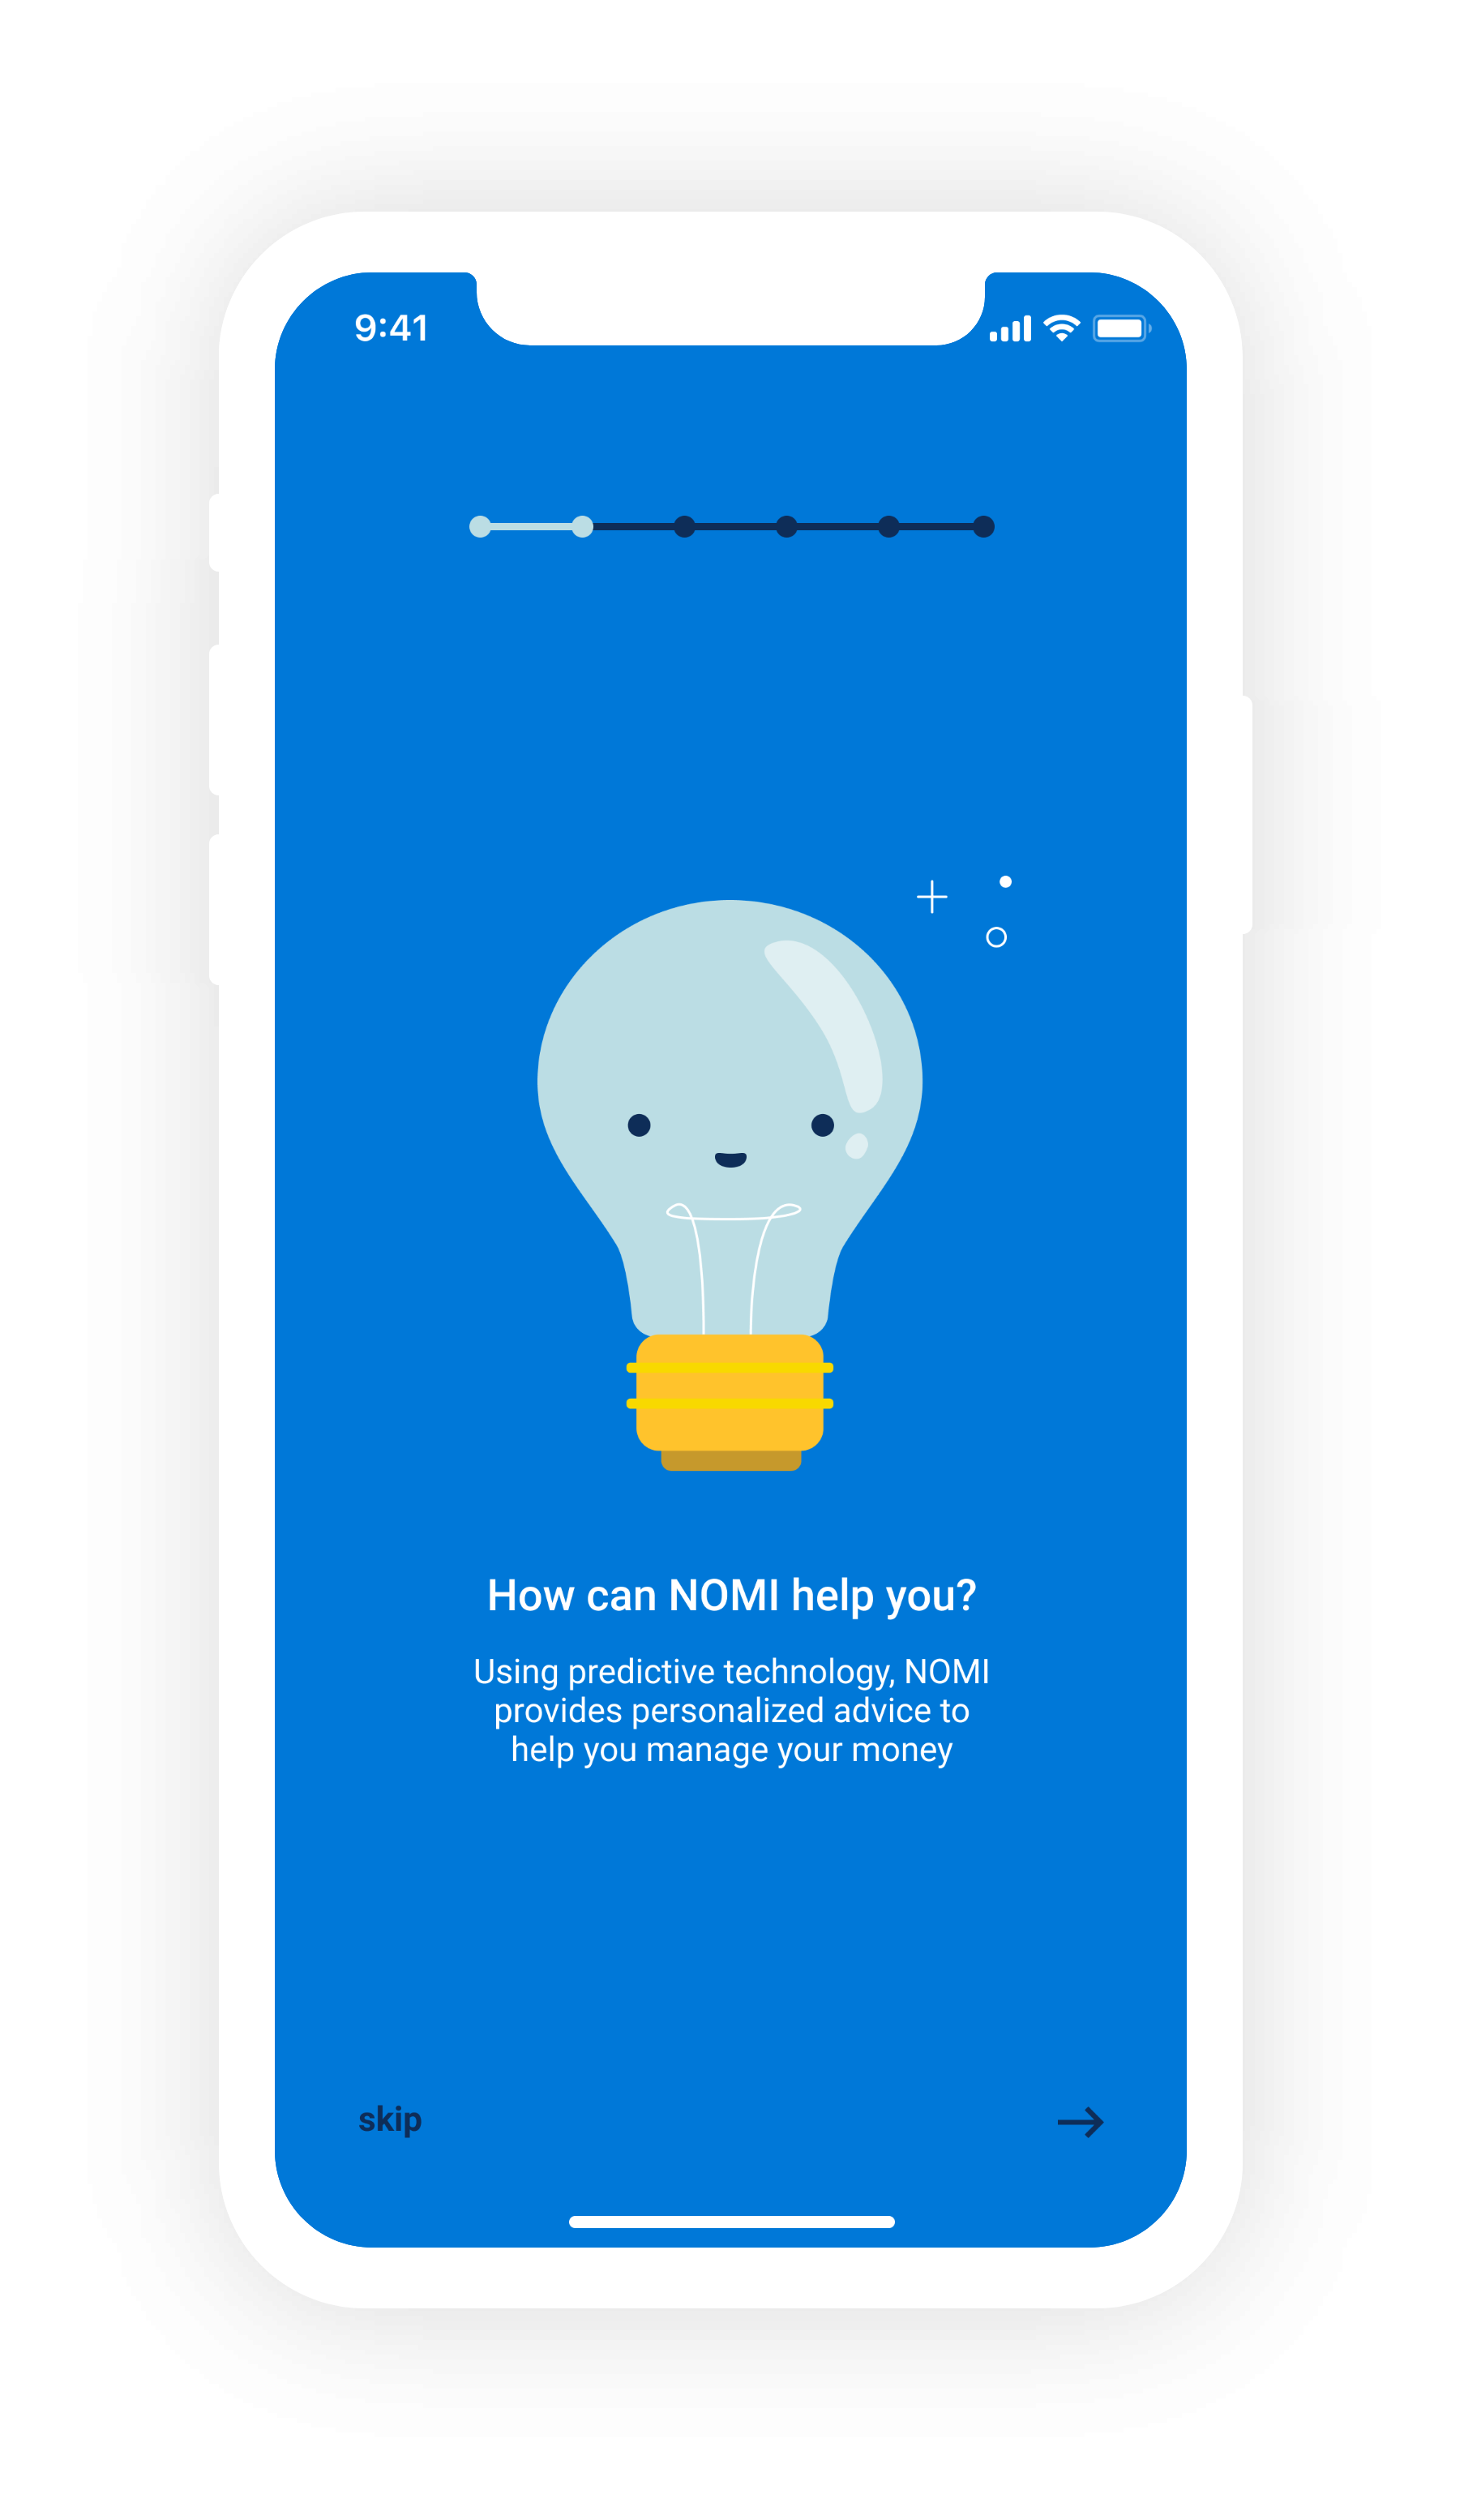 9:41
How can NOMI help you?
Using predictive technology, NOMI
provides personalized advice to
help you manage your money
skip